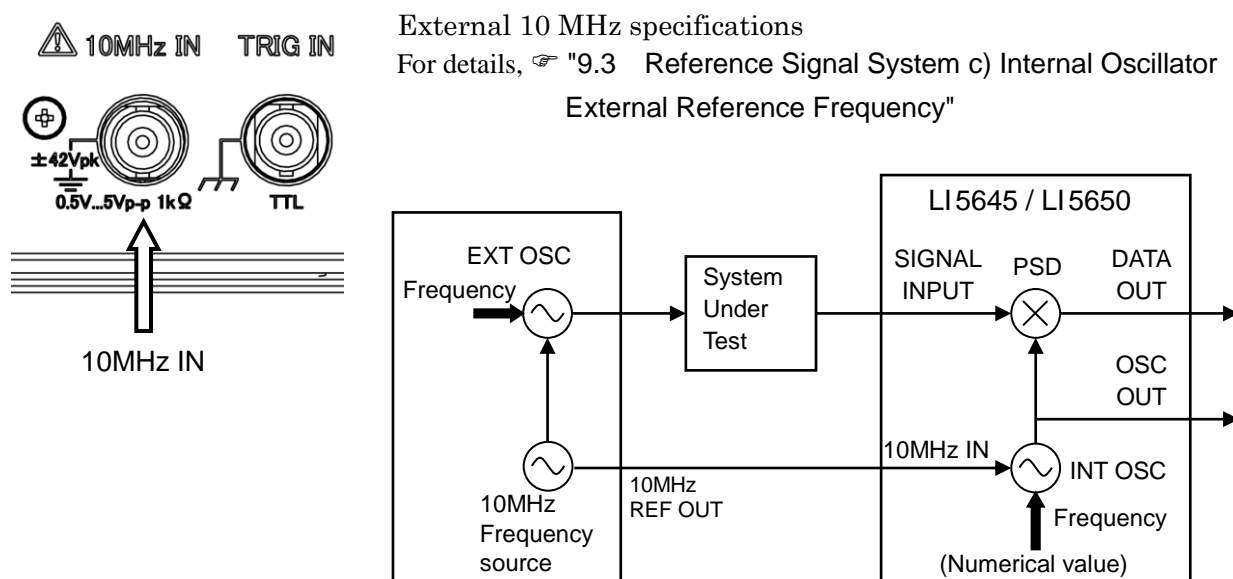 10MHz IN
TRIG IN
±42Vpk
0.5V...5Vp-p 1kΩ
TTL
10MHz IN
External 10 MHz specifications
For details, ☞ "9.3 Reference Signal System c) Internal Oscillator
External Reference Frequency"
EXT OSC
Frequency
10MHz
Frequency
source
10MHz
REF OUT
System
Under
Test
LI5645 / LI5650
SIGNAL
INPUT
PSD
DATA
OUT
OSC
OUT
10MHz IN
INT OSC
Frequency
(Numerical value)